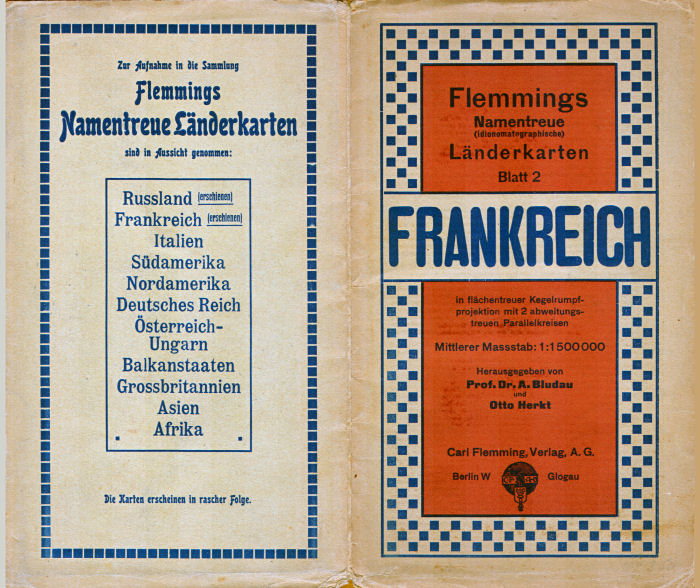 Zur Aufnahme in die Sammlung
Flemmings
Namentreue Länderkarten
sind in Aussicht genommen:
Russland (erschienen)
Frankreich (erschienen)
Italien
Südamerika
Nordamerika
Deutsches Reich
Österreich-
Ungarn
Balkanstaaten
Grossbritannien
Asien
Afrika
Die Karten erscheinen in rascher Folge.
Flemmings
Namentreue
(idionomatographische)
Länderkarten
Blatt 2
FRANKREICH
in flächentreuer Kegelrumpf-
projektion mit 2 abweitungs-
treuen Parallelkreisen
Mittlerer Massstab: 1:1500000
Herausgegeben von
Prof. Dr. A. Bludau
und
Otto Herkt
Carl Flemming, Verlag, A. G.
Berlin W Glogau